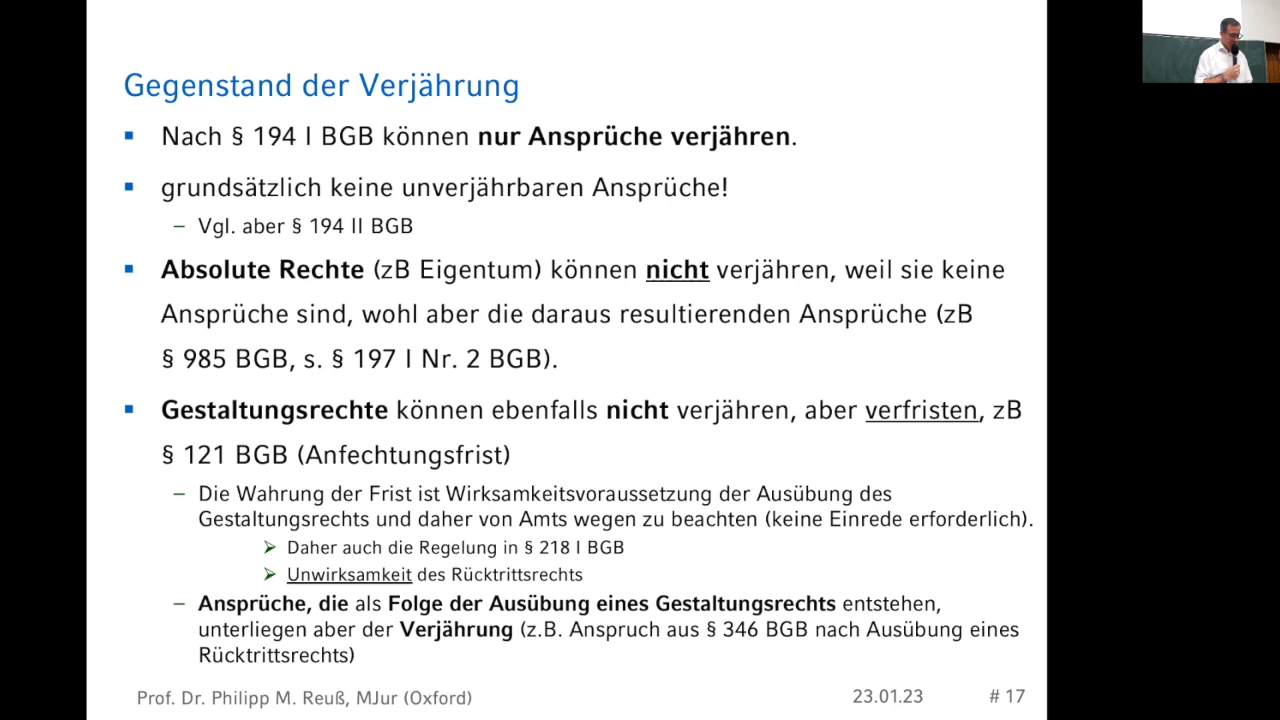 Gegenstand der Verjährung
▪ Nach § 194 I BGB können nur Ansprüche verjähren.
▪ grundsätzlich keine unverjährbaren Ansprüche!
– Vgl. aber § 194 II BGB
▪ Absolute Rechte (zB Eigentum) können nicht verjähren, weil sie keine
Ansprüche sind, wohl aber die daraus resultierenden Ansprüche (zB
§ 985 BGB, s. § 197 I Nr. 2 BGB).
▪ Gestaltungsrechte können ebenfalls nicht verjähren, aber verfristen, zB
§ 121 BGB (Anfechtungsfrist)
– Die Wahrung der Frist ist Wirksamkeitsvoraussetzung der Ausübung des
Gestaltungsrechts und daher von Amts wegen zu beachten (keine Einrede erforderlich).
➢ Daher auch die Regelung in § 218 I BGB
➢ Unwirksamkeit des Rücktrittsrechts
– Ansprüche, die als Folge der Ausübung eines Gestaltungsrechts entstehen,
unterliegen aber der Verjährung (z.B. Anspruch aus § 346 BGB nach Ausübung eines
Rücktrittsrechts)
Prof. Dr. Philipp M. Reuß, MJur (Oxford) 23.01.23 # 17